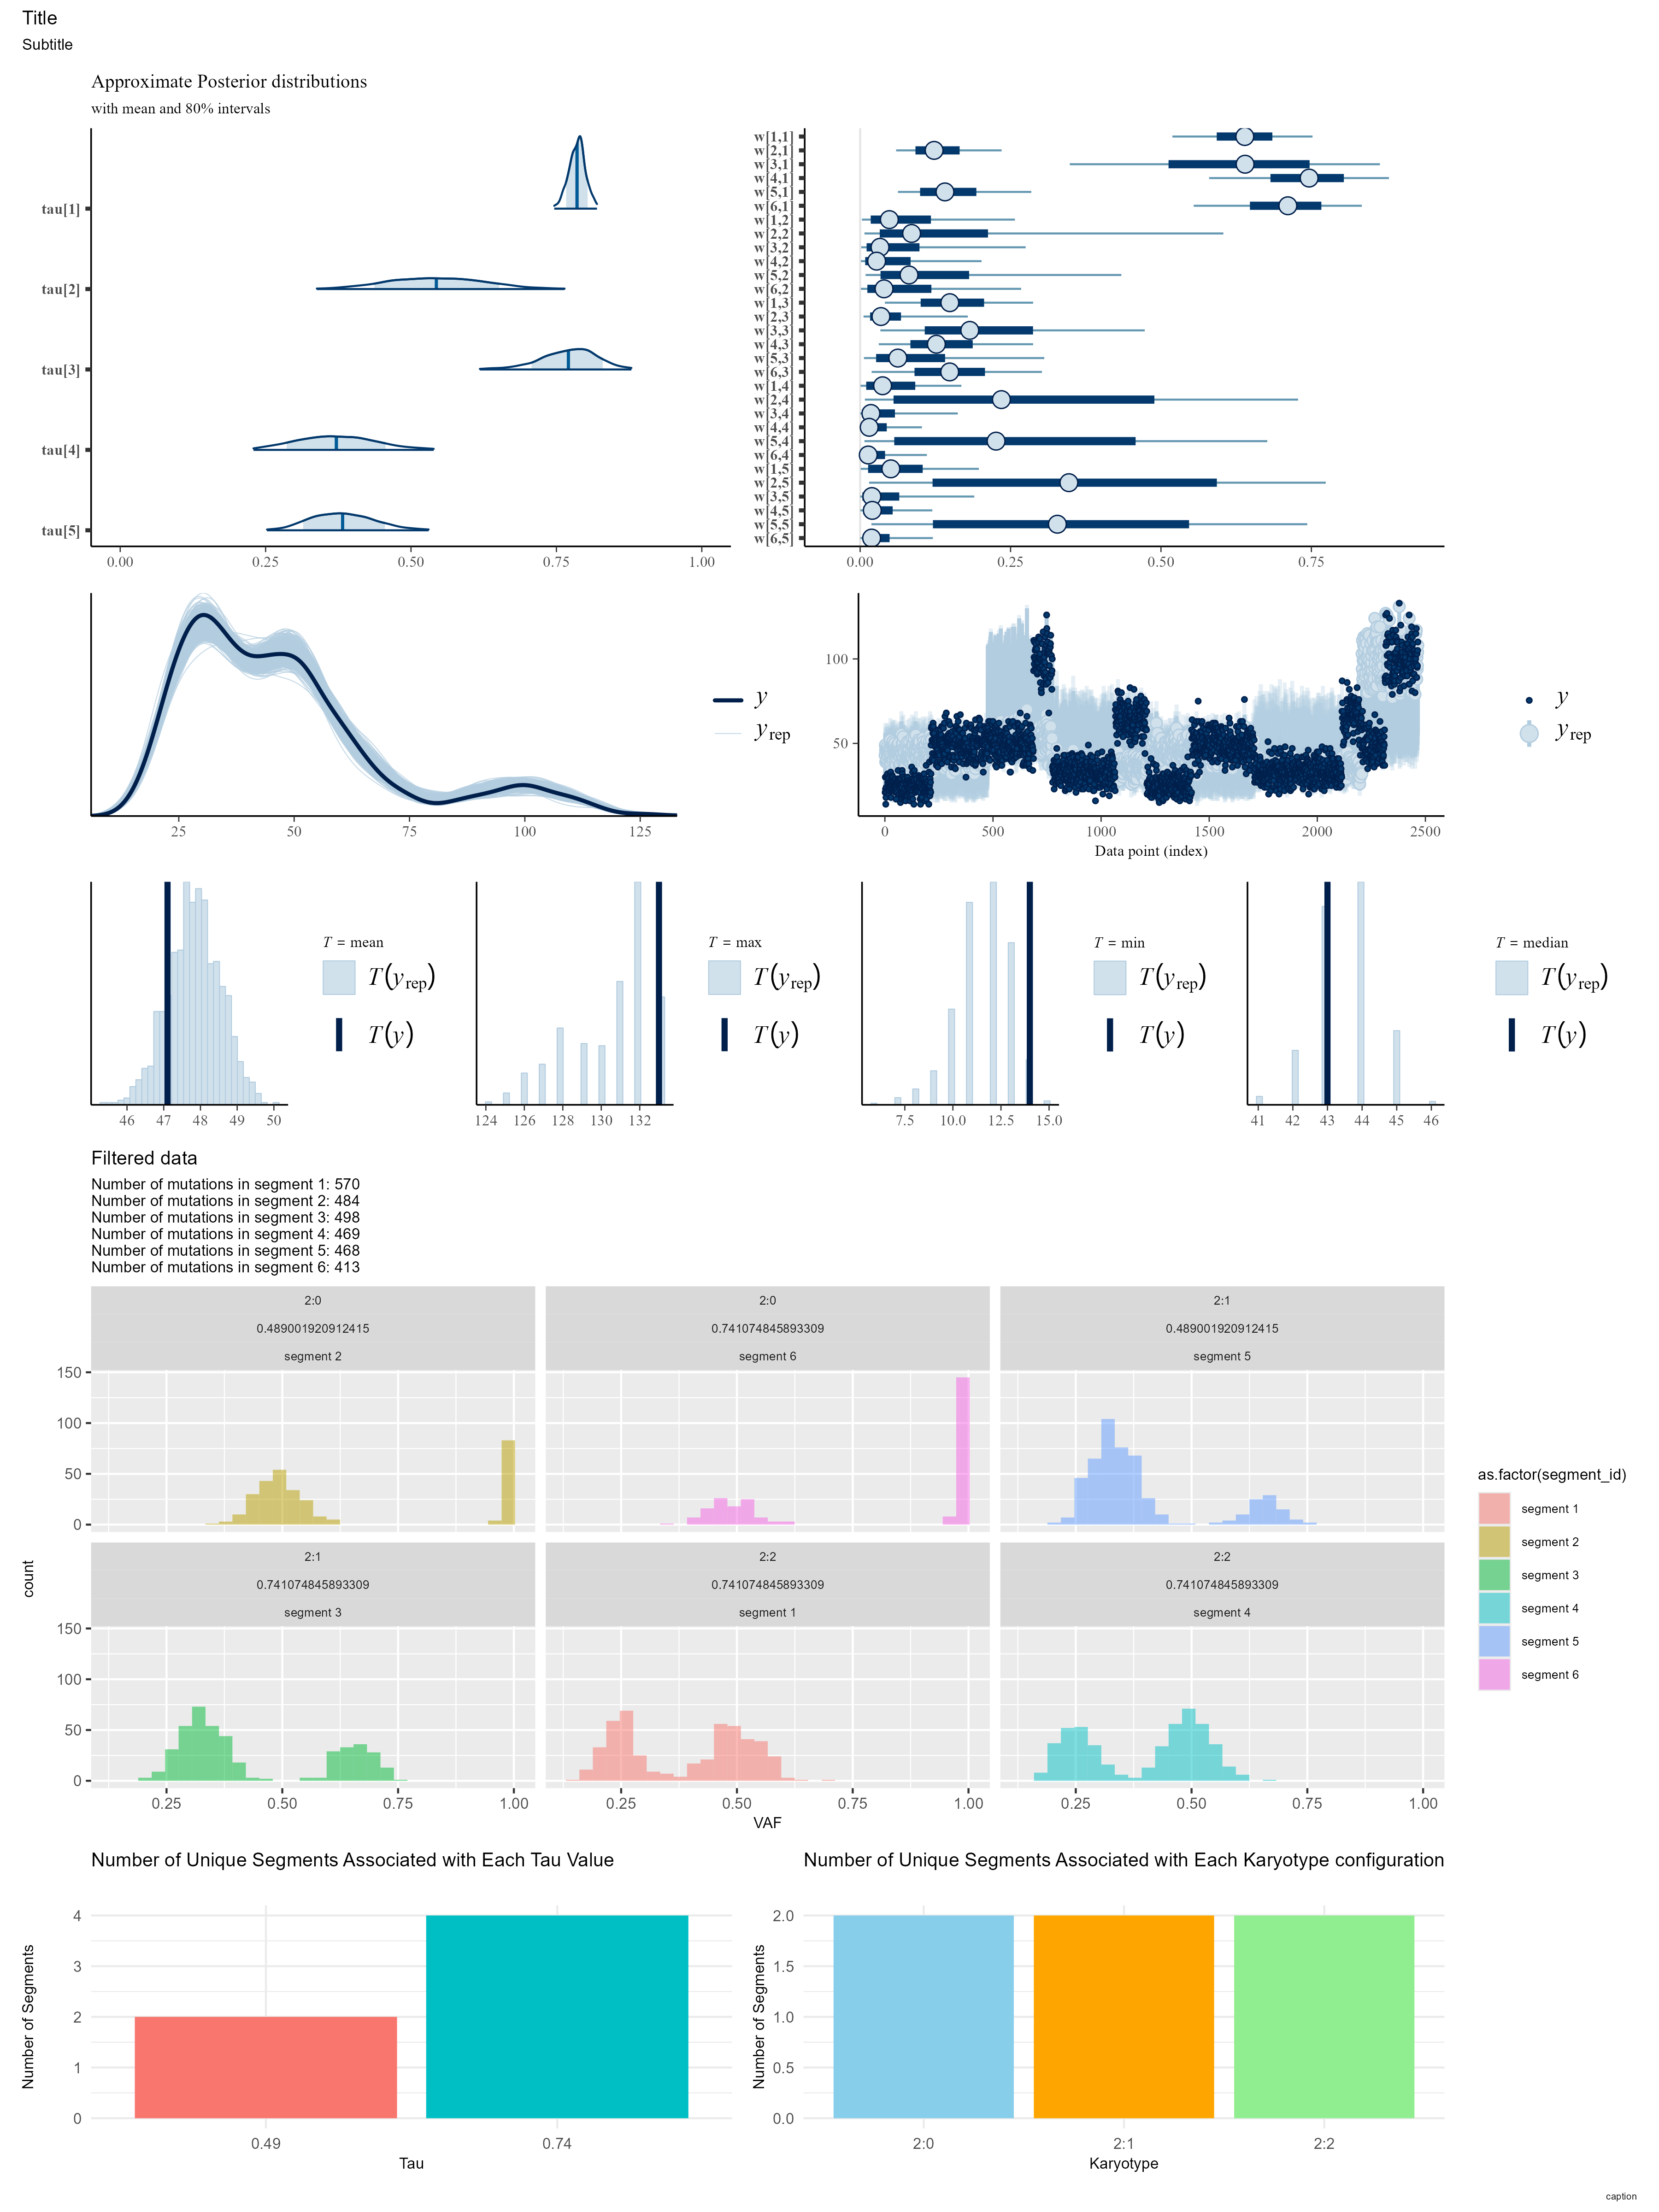 Title
Subtitle
Approximate Posterior distributions
with mean and 80% intervals
tau[1]
tau[2]
tau[3]
tau[4]
tau[5]
0.00 0.25 0.50 0.75 1.00
w[1,1]
w[2,1]
w[3,1]
w[4,1]
w[5,1]
w[6,1]
w[1,2]
w[2,2]
w[3,2]
w[4,2]
w[5,2]
w[6,2]
w[1,3]
w[2,3]
w[3,3]
w[4,3]
w[5,3]
w[6,3]
w[1,4]
w[2,4]
w[3,4]
w[4,4]
w[5,4]
w[6,4]
w[1,5]
w[2,5]
w[3,5]
w[4,5]
w[5,5]
w[6,5]
0.00 0.25 0.50 0.75
25 50 75 100 125
y
yrep
100
50
0 500 1000 1500 2000 2500
Data point (index)
y
yrep
46 47 48 49 50
T = mean
T(yrep)
T(y)
124 126 128 130 132
T = max
T(yrep)
T(y)
7.5 10.0 12.5 15.0
T = min
T(yrep)
T(y)
41 42 43 44 45 46
T = median
T(yrep)
T(y)
Filtered data
Number of mutations in segment 1: 570
Number of mutations in segment 2: 484
Number of mutations in segment 3: 498
Number of mutations in segment 4: 469
Number of mutations in segment 5: 468
Number of mutations in segment 6: 413
2:0
0.489001920912415
segment 2
2:0
0.741074845893309
segment 6
2:1
0.489001920912415
segment 5
150
100
50
0
2:1
0.741074845893309
segment 3
2:2
0.741074845893309
segment 1
2:2
0.741074845893309
segment 4
150
100
50
0
0.25 0.50 0.75 1.00
0.25 0.50 0.75 1.00
0.25 0.50 0.75 1.00
count
VAF
as.factor(segment_id)
segment 1
segment 2
segment 3
segment 4
segment 5
segment 6
Number of Unique Segments Associated with Each Tau Value
Number of Segments
4
3
2
1
0
0.49 0.74
Tau
Number of Unique Segments Associated with Each Karyotype configuration
Number of Segments
2.0
1.5
1.0
0.5
0.0
2:0 2:1 2:2
Karyotype
caption